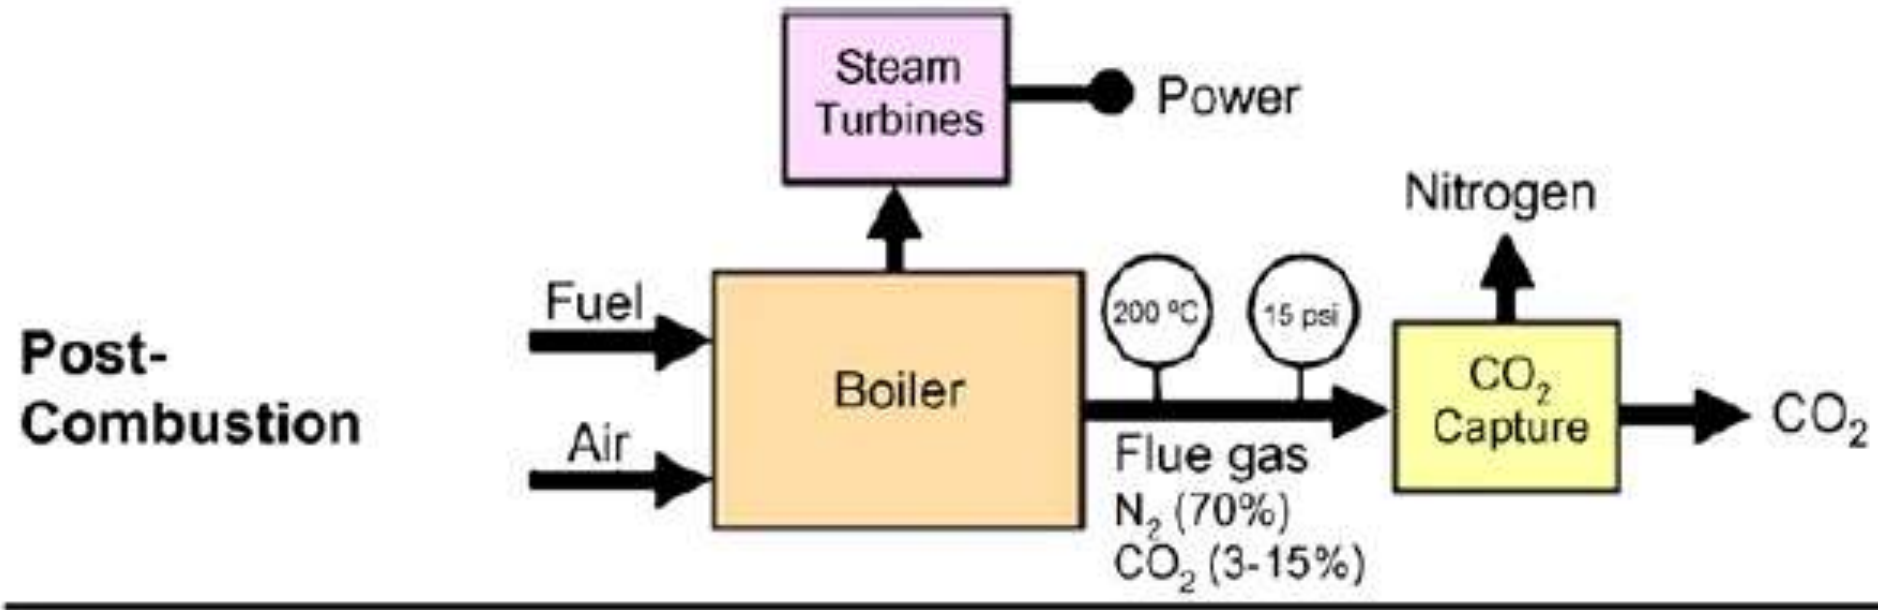 Steam
Turbines
Power
Nitrogen
Fuel
200 ºC
15 psi
Post-
Combustion
Boiler
CO₂
Capture
CO₂
Air
Flue gas
N₂ (70%)
CO₂ (3-15%)